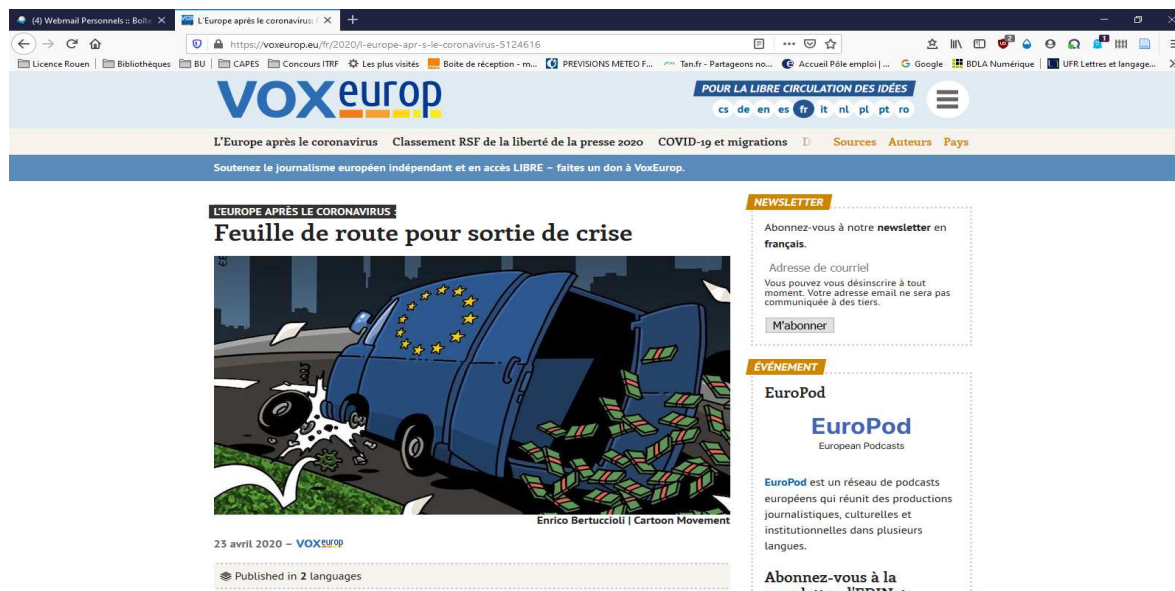 (4) Webmail Personnels :: Boîte
L'Europe après le coronavirus:
https://voxeurop.eu/fr/2020/l-europe-apr-s-le-coronavirus-5124616
2
1
Licence Rouen
Bibliothèques
BU
CAPES
Concours ITRF
Les plus visités
Boite de réception - m...
PREVISIONS METEO F...
Tan.fr - Partageons no...
Accueil Pôle emploi | ...
Google
BDLA Numérique
UFR Lettres et langage...
VOXeurop
POUR LA LIBRE CIRCULATION DES IDÉES
cs de en es fr it nl pl pt ro
L'Europe après le coronavirus Classement RSF de la liberté de la presse 2020 COVID-19 et migrations D Sources Auteurs Pays
Soutenez le journalisme européen indépendant et en accès LIBRE – faites un don à VoxEurop.
L'EUROPE APRÈS LE CORONAVIRUS :
Feuille de route pour sortie de crise
Enrico Bertuccioli | Cartoon Movement
23 avril 2020 – VOXeurop
Published in 2 languages
NEWSLETTER
Abonnez-vous à notre newsletter en
français.
Adresse de courriel
Vous pouvez vous désinscrire à tout
moment. Votre adresse email ne sera pas
communiquée à des tiers.
M'abonner
ÉVÉNEMENT
EuroPod
EuroPod
European Podcasts
EuroPod est un réseau de podcasts
européens qui réunit des productions
journalistiques, culturelles et
institutionnelles dans plusieurs
langues.
Abonnez-vous à la